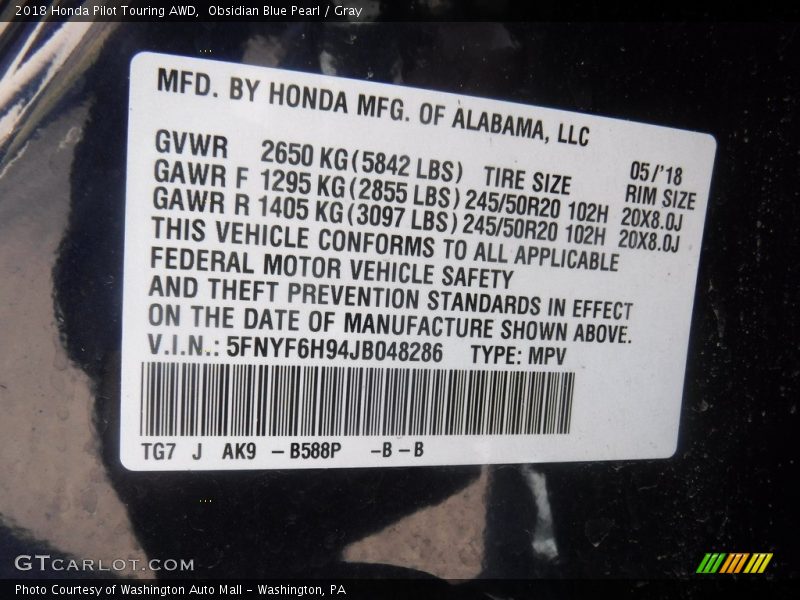 2018 Honda Pilot Touring AWD,  Obsidian Blue Pearl / Gray
MFD. BY HONDA MFG. OF ALABAMA, LLC
05/'18
GVWR 2650 KG (5842 LBS) TIRE SIZE RIM SIZE
GAWR F 1295 KG (2855 LBS) 245/50R20 102H 20X8.0J
GAWR R 1405 KG (3097 LBS) 245/50R20 102H 20X8.0J
THIS VEHICLE CONFORMS TO ALL APPLICABLE
FEDERAL MOTOR VEHICLE SAFETY
AND THEFT PREVENTION STANDARDS IN EFFECT
ON THE DATE OF MANUFACTURE SHOWN ABOVE.
V.I.N.: 5FNYF6H94JB048286 TYPE: MPV
TG7 J AK9 – B588P –B – B
GTCARLOT.COM
Photo Courtesy of Washington Auto Mall – Washington, PA